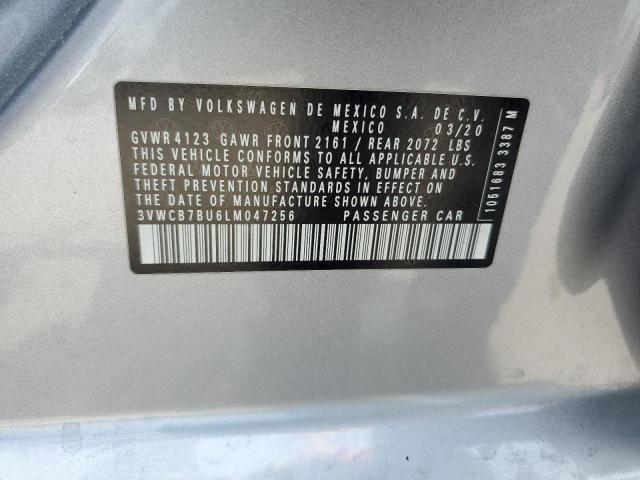 MFD BY VOLKSWAGEN DE MEXICO S.A. DE C.V.
MEXICO 03/20
GVWR 4123 GAWR FRONT 2161 / REAR 2072 LBS
THIS VEHICLE CONFORMS TO ALL APPLICABLE U.S.
FEDERAL MOTOR VEHICLE SAFETY, BUMPER AND
THEFT PREVENTION STANDARDS IN EFFECT ON
THE DATE OF MANUFACTURE SHOWN ABOVE.
3VWCB7BU6LM047256 PASSENGER CAR
1051683 3387 M